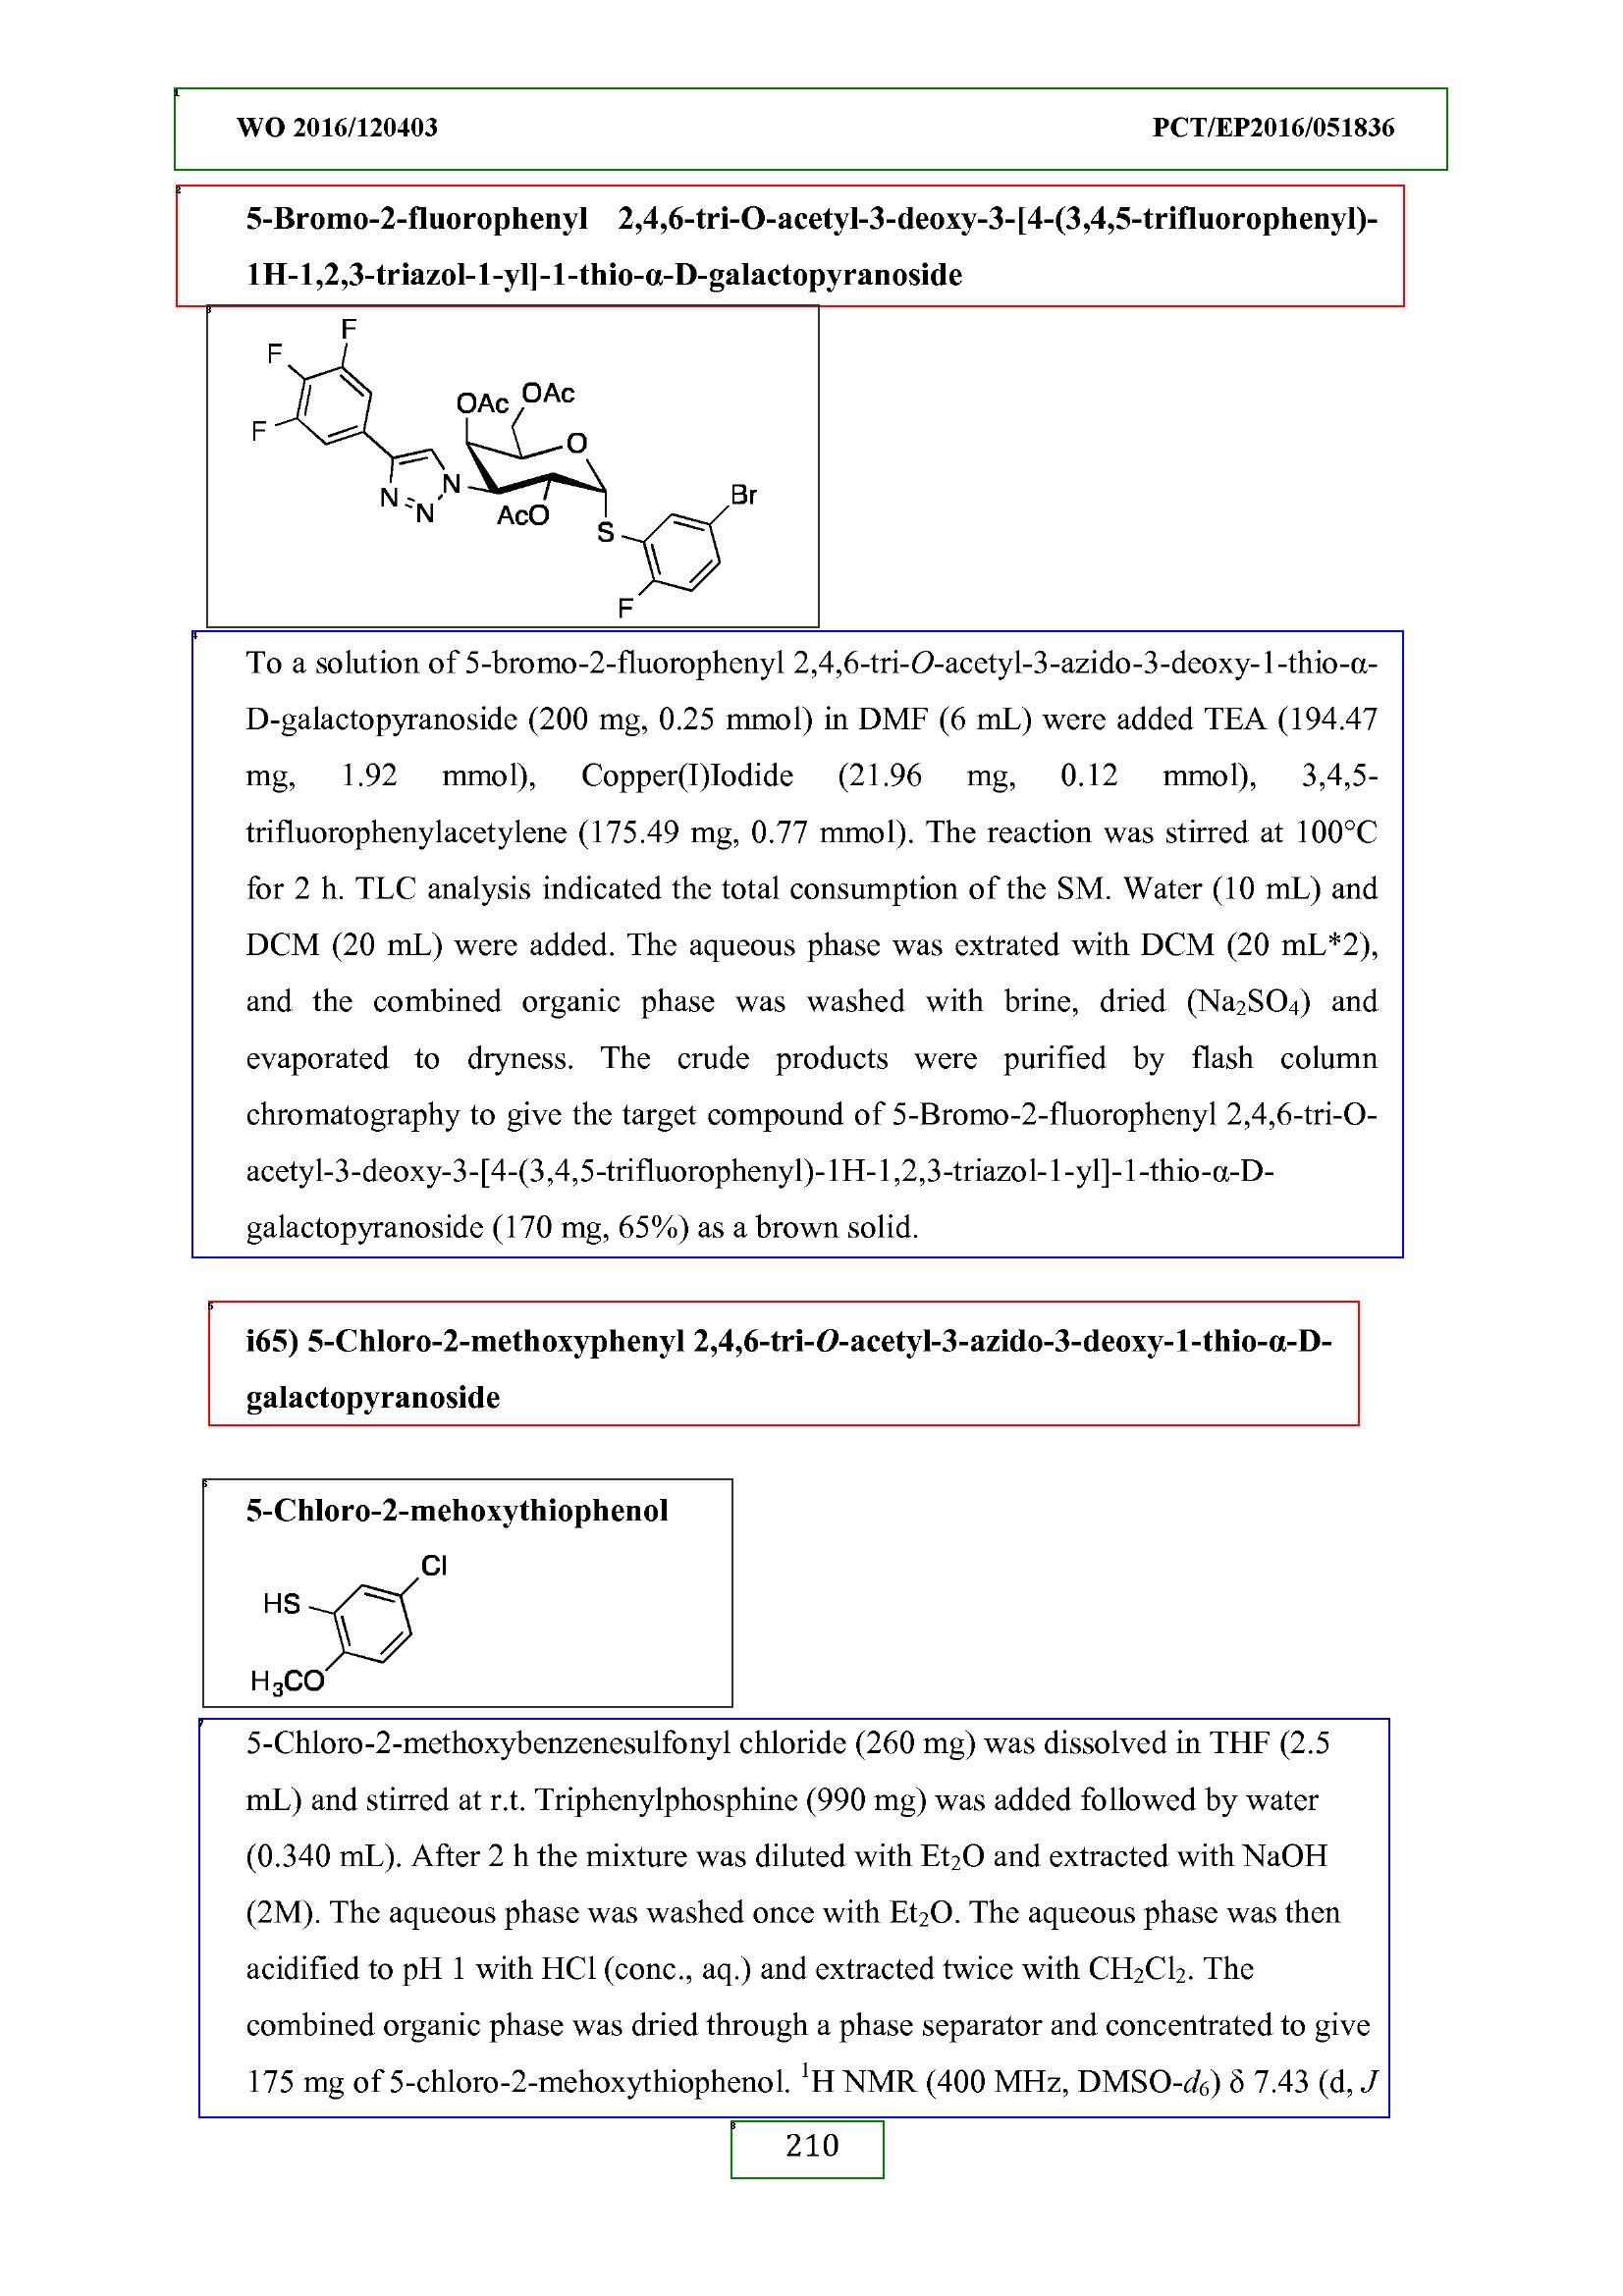 WO 2016/120403 PCT/EP2016/051836
5-Bromo-2-fluorophenyl 2,4,6-tri-O-acetyl-3-deoxy-3-[4-(3,4,5-trifluorophenyl)-
1H-1,2,3-triazol-1-yl]-1-thio-α-D-galactopyranoside
F
F
F
OAc
OAc
O
N
N
N
AcO
S
Br
F
To a solution of 5-bromo-2-fluorophenyl 2,4,6-tri-O-acetyl-3-azido-3-deoxy-1-thio-α-
D-galactopyranoside (200 mg, 0.25 mmol) in DMF (6 mL) were added TEA (194.47
mg, 1.92 mmol), Copper(I)Iodide (21.96 mg, 0.12 mmol), 3,4,5-
trifluorophenylacetylene (175.49 mg, 0.77 mmol). The reaction was stirred at 100°C
for 2 h. TLC analysis indicated the total consumption of the SM. Water (10 mL) and
DCM (20 mL) were added. The aqueous phase was extrated with DCM (20 mL*2),
and the combined organic phase was washed with brine, dried (Na₂SO₄) and
evaporated to dryness. The crude products were purified by flash column
chromatography to give the target compound of 5-Bromo-2-fluorophenyl 2,4,6-tri-O-
acetyl-3-deoxy-3-[4-(3,4,5-trifluorophenyl)-1H-1,2,3-triazol-1-yl]-1-thio-α-D-
galactopyranoside (170 mg, 65%) as a brown solid.
i65) 5-Chloro-2-methoxyphenyl 2,4,6-tri-O-acetyl-3-azido-3-deoxy-1-thio-α-D-
galactopyranoside
5-Chloro-2-mehoxythiophenol
Cl
HS
H₃CO
5-Chloro-2-methoxybenzenesulfonyl chloride (260 mg) was dissolved in THF (2.5
mL) and stirred at r.t. Triphenylphosphine (990 mg) was added followed by water
(0.340 mL). After 2 h the mixture was diluted with Et₂O and extracted with NaOH
(2M). The aqueous phase was washed once with Et₂O. The aqueous phase was then
acidified to pH 1 with HCl (conc., aq.) and extracted twice with CH₂Cl₂. The
combined organic phase was dried through a phase separator and concentrated to give
175 mg of 5-chloro-2-mehoxythiophenol. ¹H NMR (400 MHz, DMSO-d₆) δ 7.43 (d, J
210